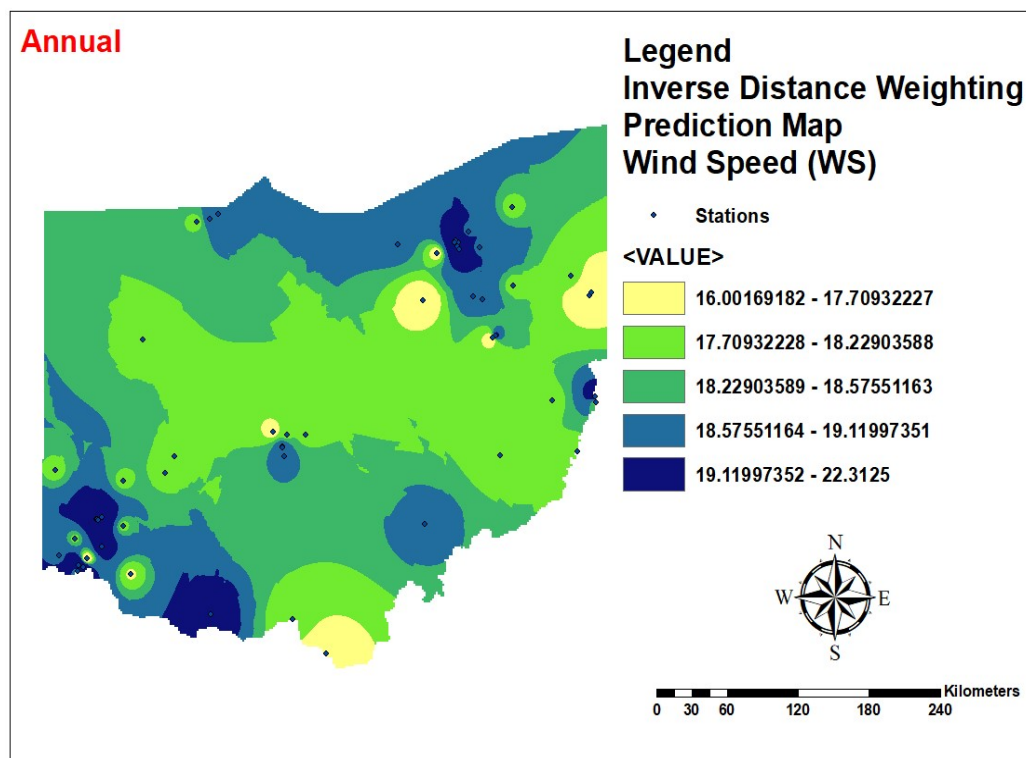 Annual
Legend
Inverse Distance Weighting
Prediction Map
Wind Speed (WS)
Stations
<VALUE>
16.00169182 - 17.70932227
17.70932228 - 18.22903588
18.22903589 - 18.57551163
18.57551164 - 19.11997351
19.11997352 - 22.3125
N
W E
S
Kilometers
0 30 60 120 180 240